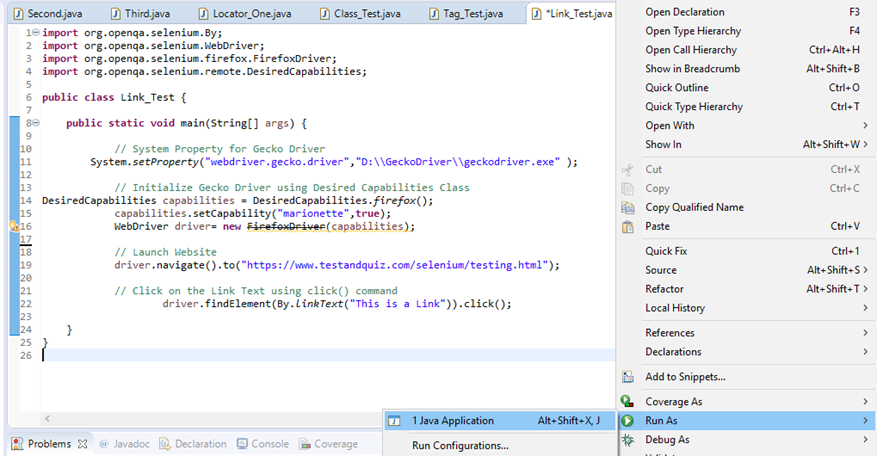 Second.java Third.java Locator_One.java Class_Test.java Tag_Test.java *Link_Test.java
1 import org.openqa.selenium.By;
2 import org.openqa.selenium.WebDriver;
3 import org.openqa.selenium.firefox.FirefoxDriver;
4 import org.openqa.selenium.remote.DesiredCapabilities;
5
6 public class Link_Test {
7
8 public static void main(String[] args) {
9
10 // System Property for Gecko Driver
11 System.setProperty("webdriver.gecko.driver","D:\\GeckoDriver\\geckodriver.exe" );
12
13 // Initialize Gecko Driver using Desired Capabilities Class
14 DesiredCapabilities capabilities = DesiredCapabilities.firefox();
15 capabilities.setCapability("marionette",true);
16 WebDriver driver= new FirefoxDriver(capabilities);
17
18 // Launch Website
19 driver.navigate().to("https://www.testandquiz.com/selenium/testing.html");
20
21 // Click on the Link Text using click() command
22 driver.findElement(By.linkText("This is a Link")).click();
23
24 }
25 }
26
Problems Javadoc Declaration Console Coverage
Open Declaration F3
Open Type Hierarchy F4
Open Call Hierarchy Ctrl+Alt+H
Show in Breadcrumb Alt+Shift+B
Quick Outline Ctrl+O
Quick Type Hierarchy Ctrl+T
Open With
Show In Alt+Shift+W
Cut Ctrl+X
Copy Ctrl+C
Copy Qualified Name
Paste Ctrl+V
Quick Fix Ctrl+1
Source Alt+Shift+S
Refactor Alt+Shift+T
Local History
References
Declarations
Add to Snippets...
Coverage As
Run As
Debug As
1 Java Application Alt+Shift+X, J
Run Configurations...